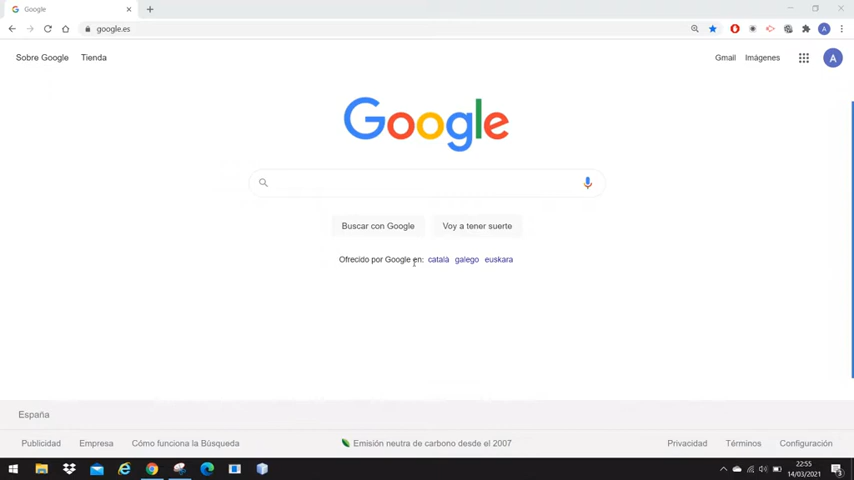 Google
google.es
Sobre Google
Tienda
Gmail
Imágenes
A
Google
Buscar con Google
Voy a tener suerte
Ofrecido por Google en: català galego euskara
España
Publicidad
Empresa
Cómo funciona la Búsqueda
Emisión neutra de carbono desde el 2007
Privacidad
Términos
Configuración
22:55
14/03/2021